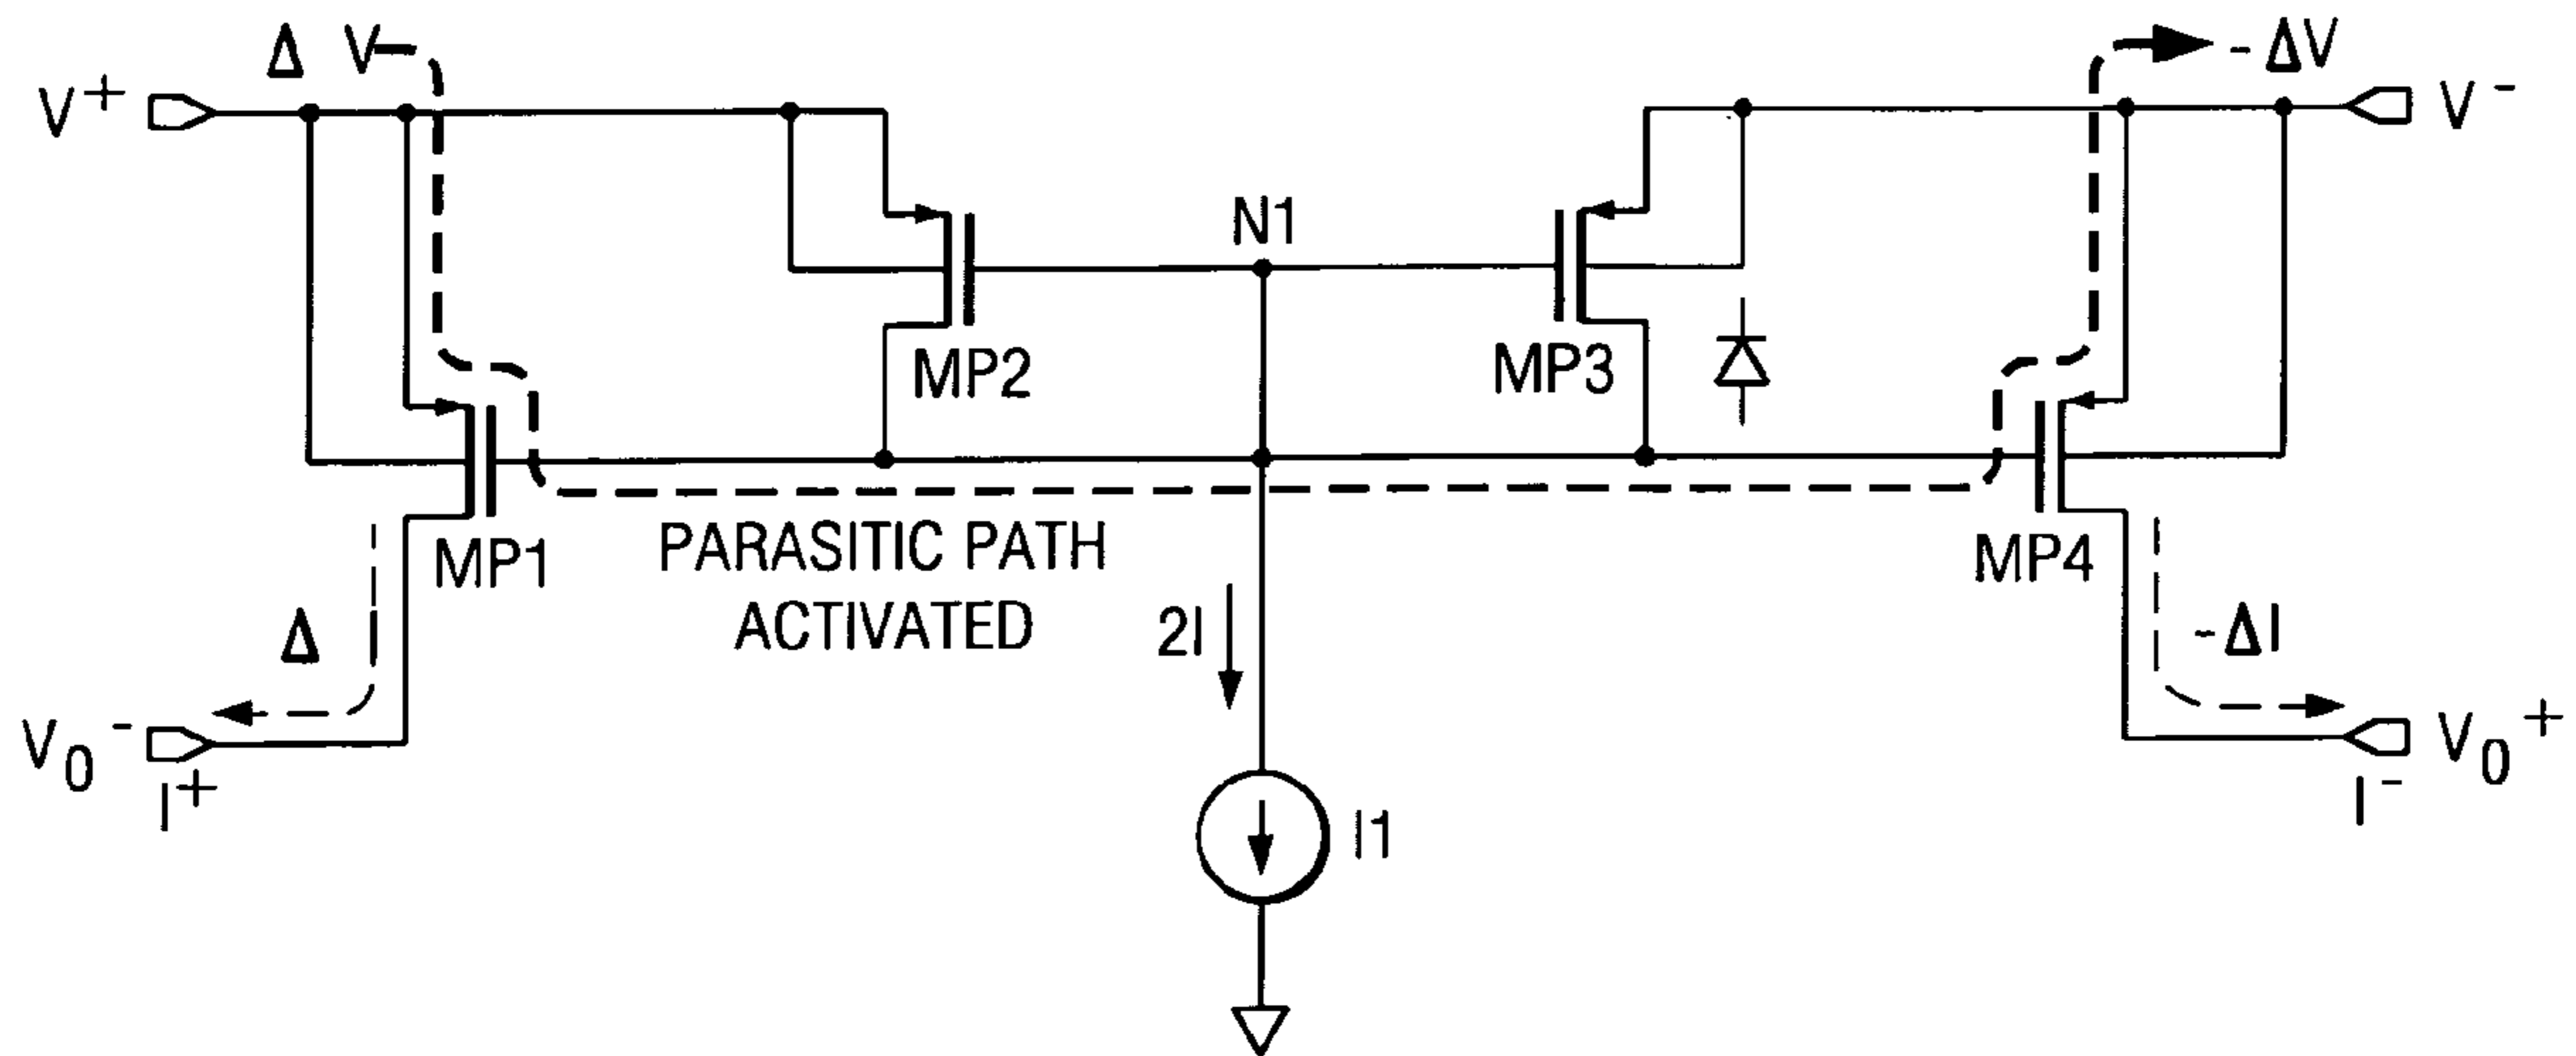 Δ V
-ΔV
V+
V-
N1
MP2
MP3
MP1
PARASITIC PATH
ACTIVATED
MP4
Δ
2I
-ΔI
V0-
I+
V0+
I-
I1